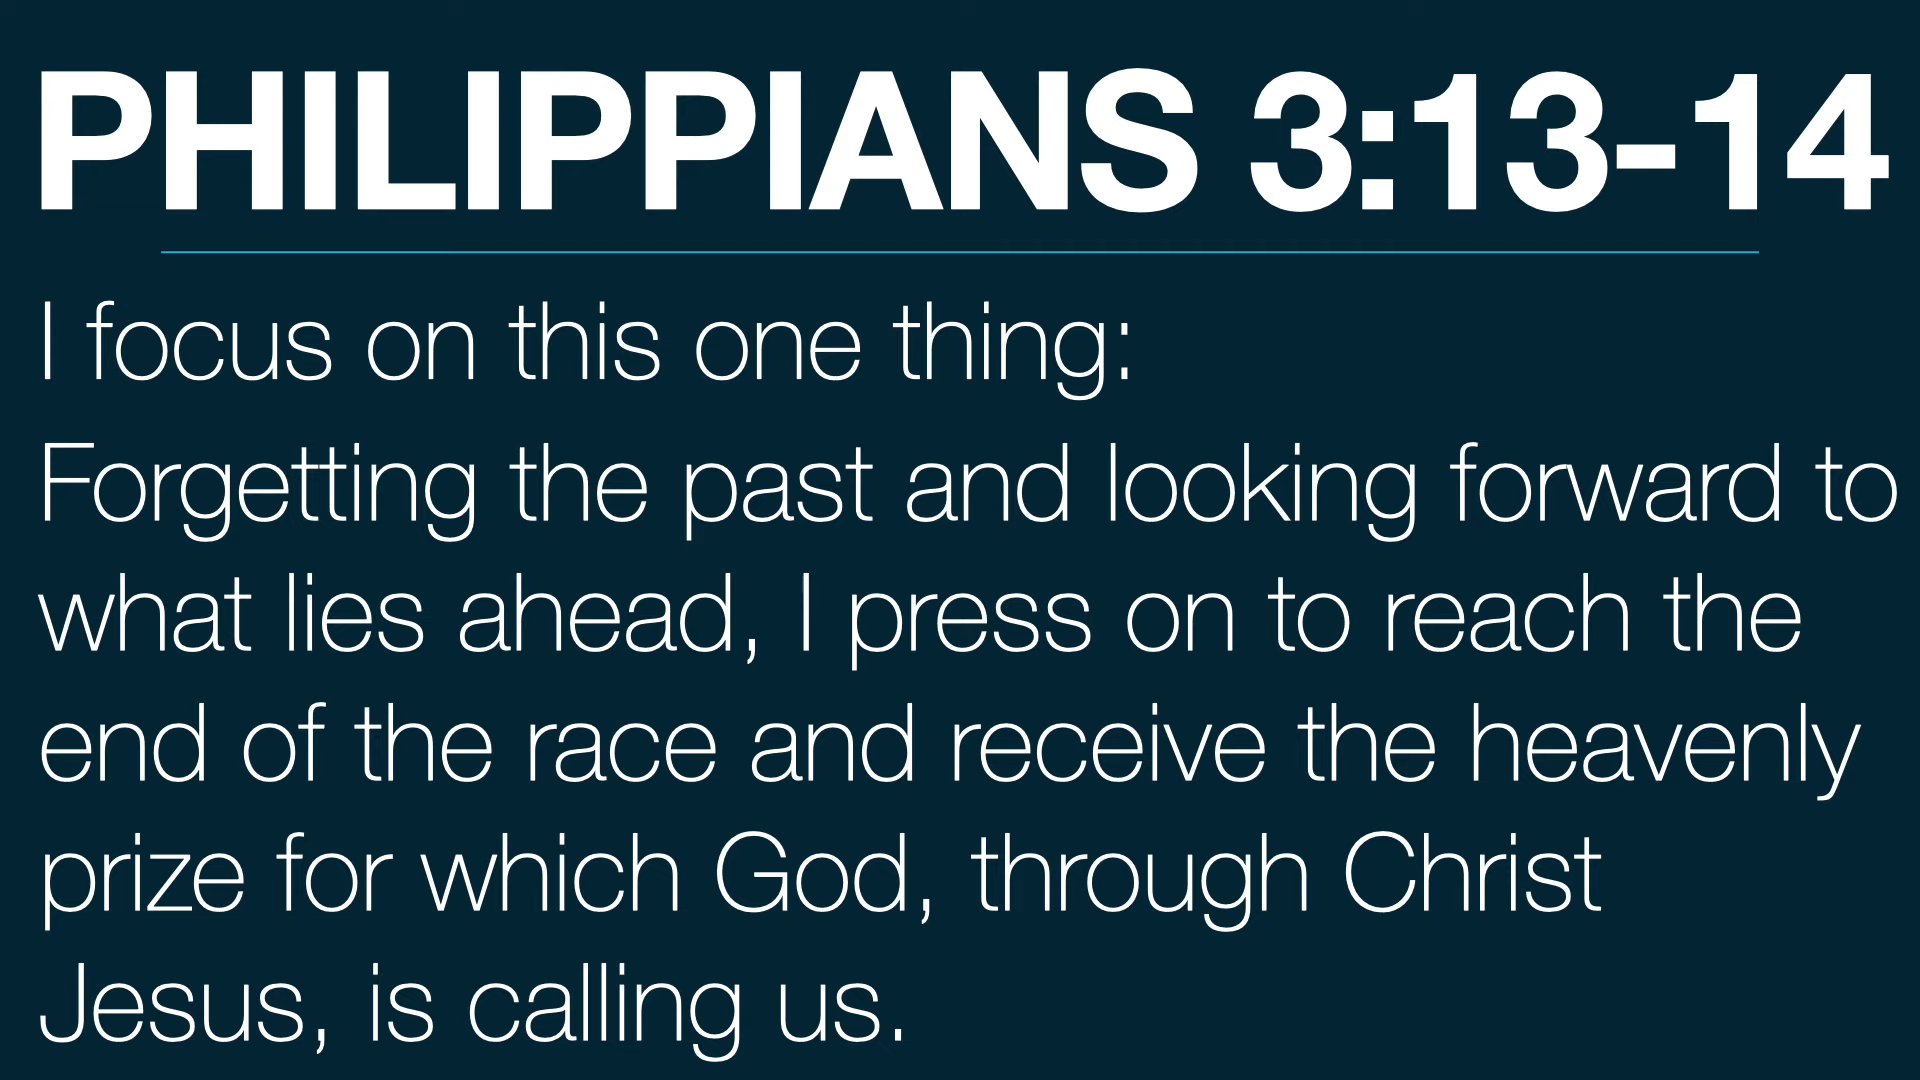 PHILIPPIANS 3:13-14
I focus on this one thing:
Forgetting the past and looking forward to
what lies ahead, I press on to reach the
end of the race and receive the heavenly
prize for which God, through Christ
Jesus, is calling us.